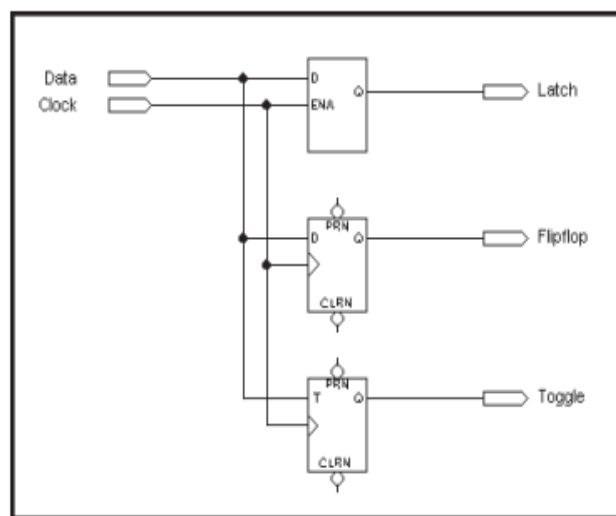 Data
Clock
D
ENA
Q
Latch
PRN
D
Q
CLRN
Flipflop
PRN
T
Q
CLRN
Toggle